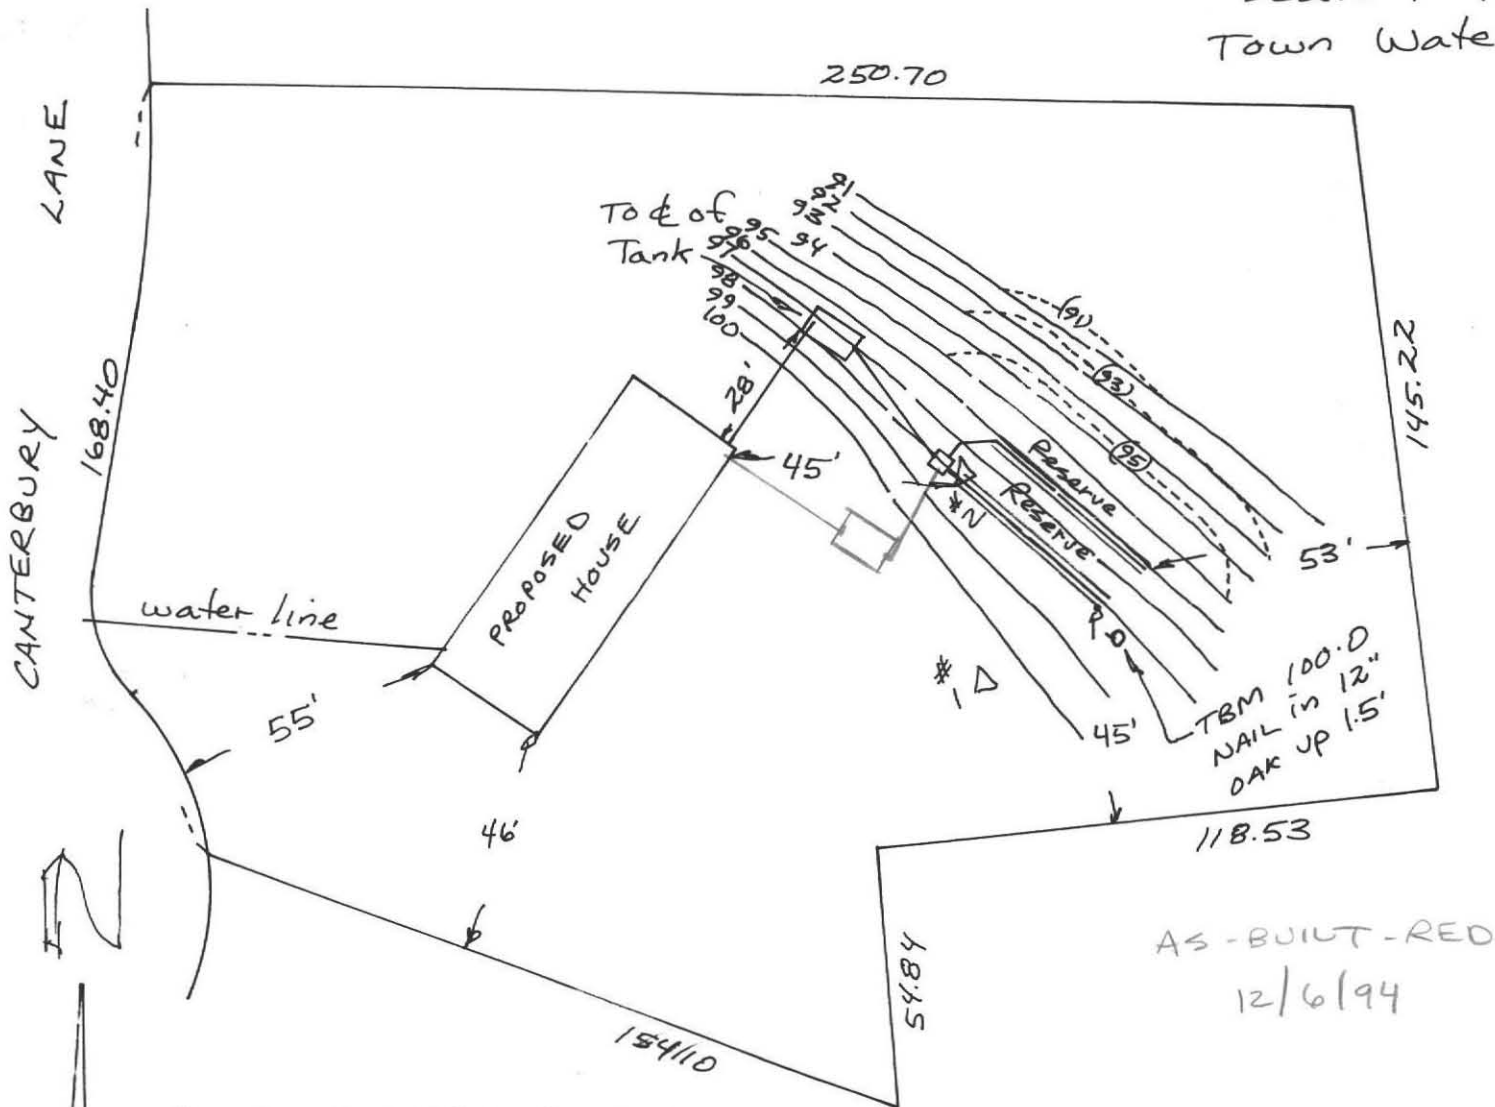 Town Wate
250.70
LANE
CANTERBURY
168.40
To ℄ of
Tank
91
92
93
94
95
96
97
98
99
100
(91)
(93)
(95)
145.22
28'
45'
Reserve
Reserve
PROPOSED
HOUSE
water line
53'
55'
#1
45'
TBM 100.0
NAIL in 12"
OAK UP 1.5'
46'
118.53
N
54.84
AS-BUILT-RED
12/6/94